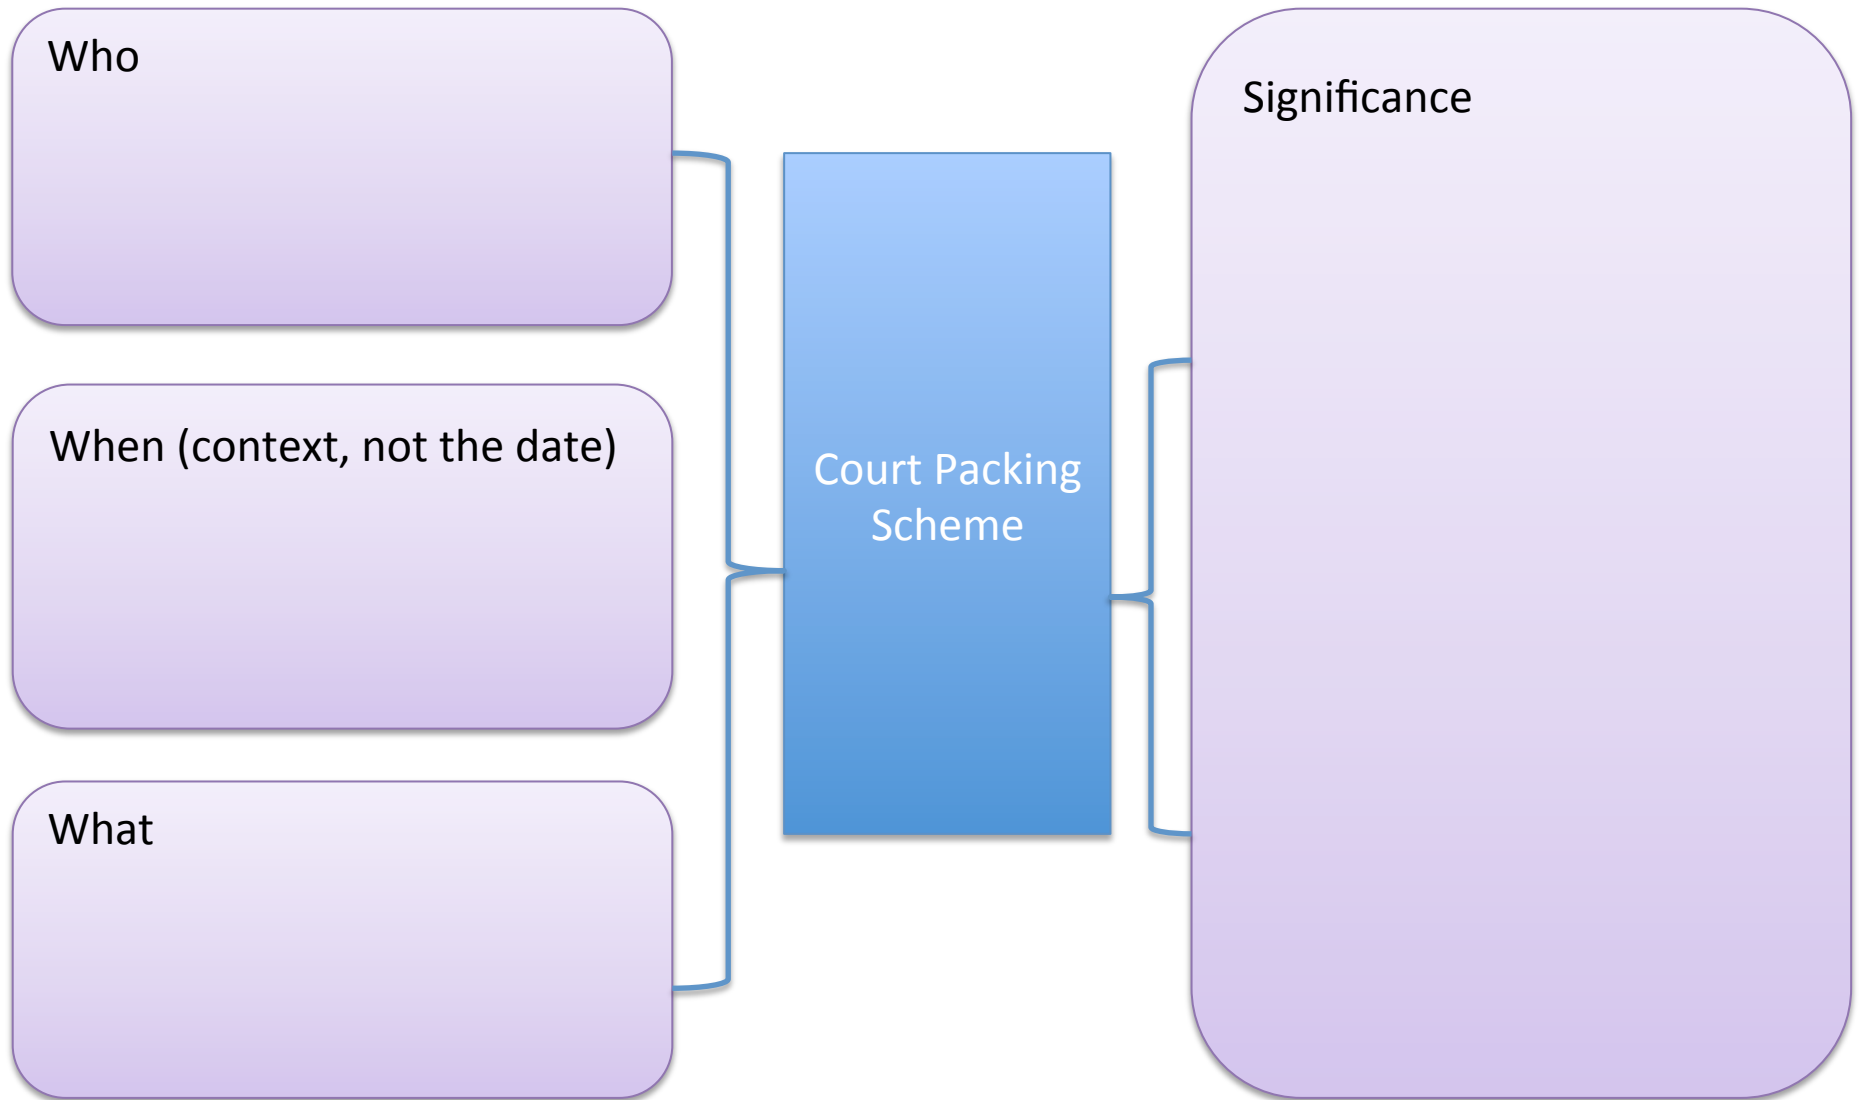 Who
When (context, not the date)
What
Court Packing
Scheme
Significance